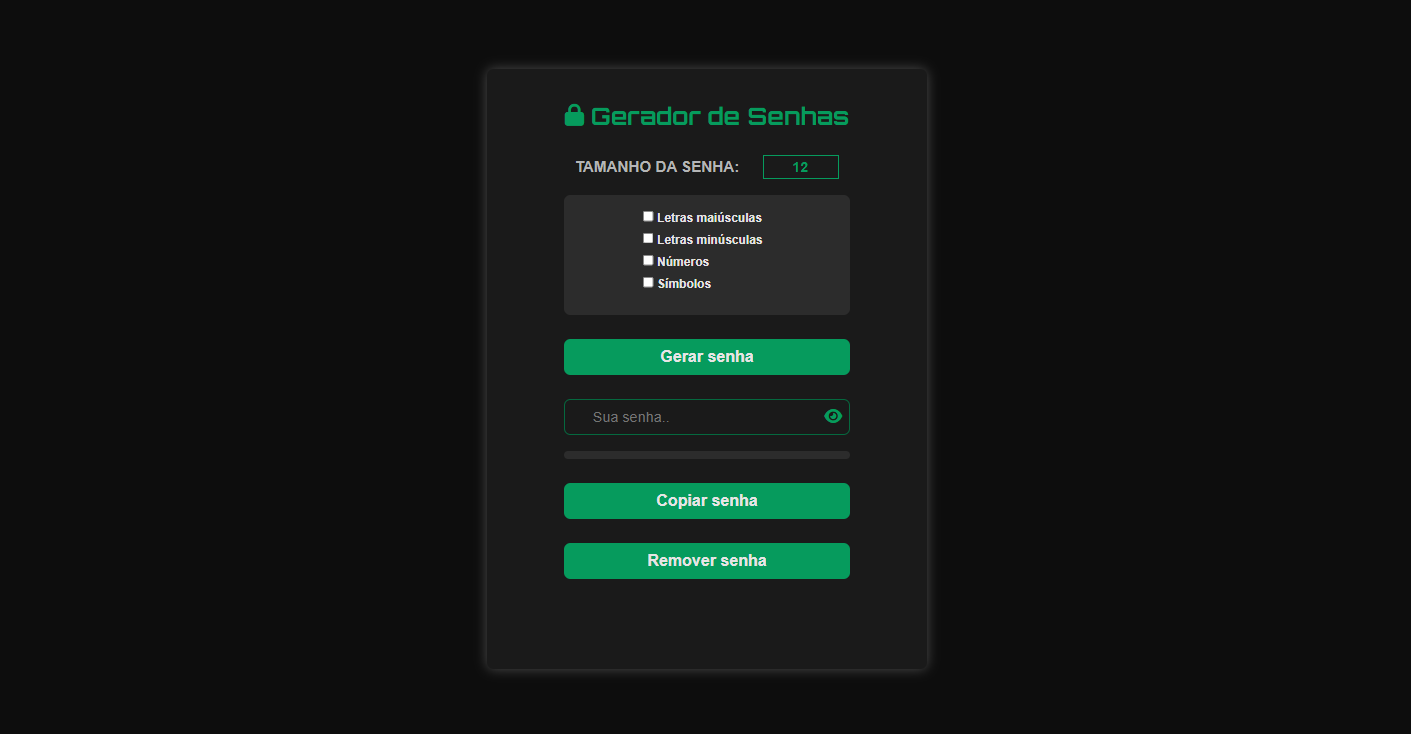 Gerador de Senhas
TAMANHO DA SENHA: 12
Letras maiúsculas
Letras minúsculas
Números
Símbolos
Gerar senha
Sua senha..
Copiar senha
Remover senha